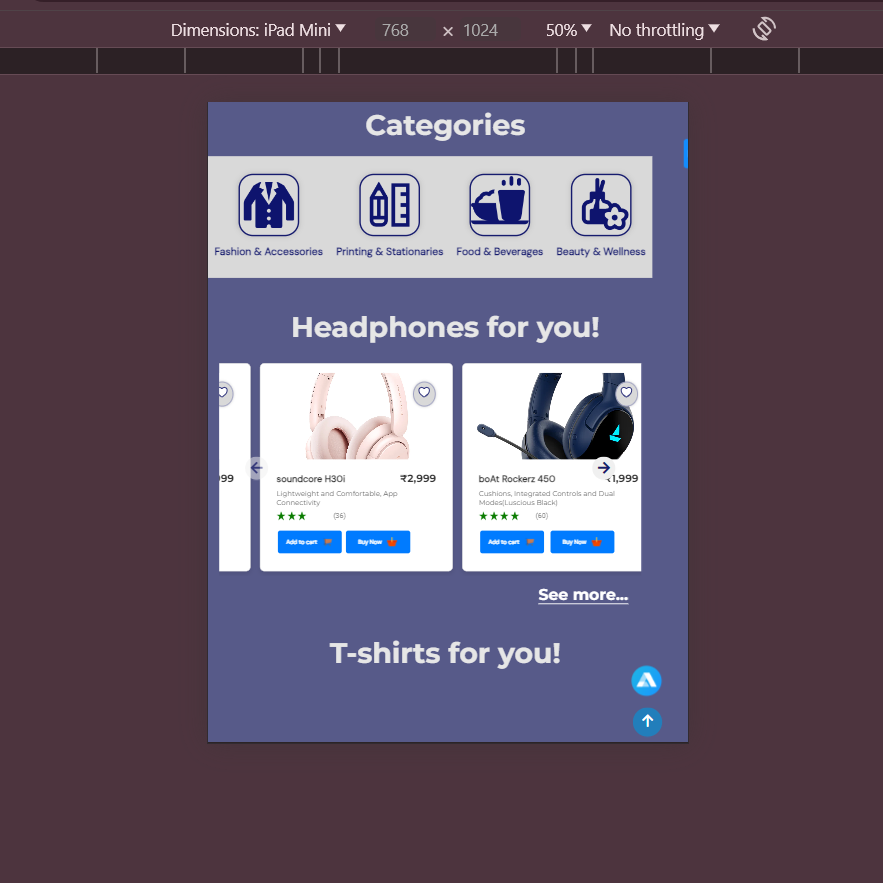 Dimensions: iPad Mini 768 × 1024 50% No throttling
Categories
Fashion & Accessories Printing & Stationaries Food & Beverages Beauty & Wellness
Headphones for you!
99 soundcore H30i ₹2,999 boAt Rockerz 450 ₹1,999
Lightweight and Comfortable, App Connectivity
Cushions, Integrated Controls and Dual Modes(Luscious Black)
(36) (60)
Add to cart Buy Now Add to cart Buy Now
See more...
T-shirts for you!